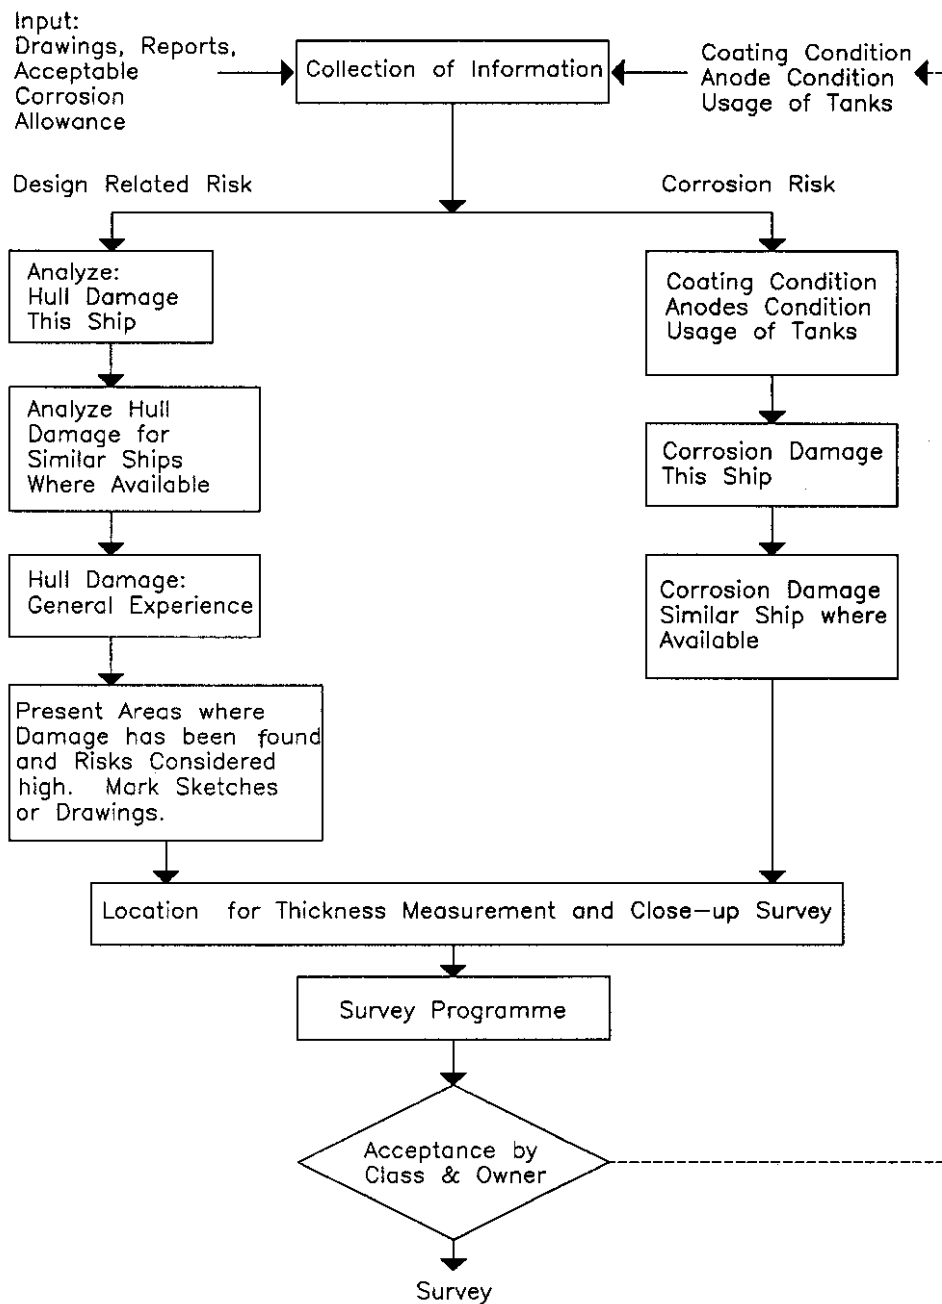 Input:
Drawings, Reports,
Acceptable
Corrosion
Allowance
Collection of Information
Coating Condition
Anode Condition
Usage of Tanks
Design Related Risk
Corrosion Risk
Analyze:
Hull Damage
This Ship
Coating Condition
Anodes Condition
Usage of Tanks
Analyze Hull
Damage for
Similar Ships
Where Available
Corrosion Damage
This Ship
Hull Damage:
General Experience
Corrosion Damage
Similar Ship where
Available
Present Areas where
Damage has been found
and Risks Considered
high. Mark Sketches
or Drawings.
Location for Thickness Measurement and Close-up Survey
Survey Programme
Acceptance by
Class & Owner
Survey